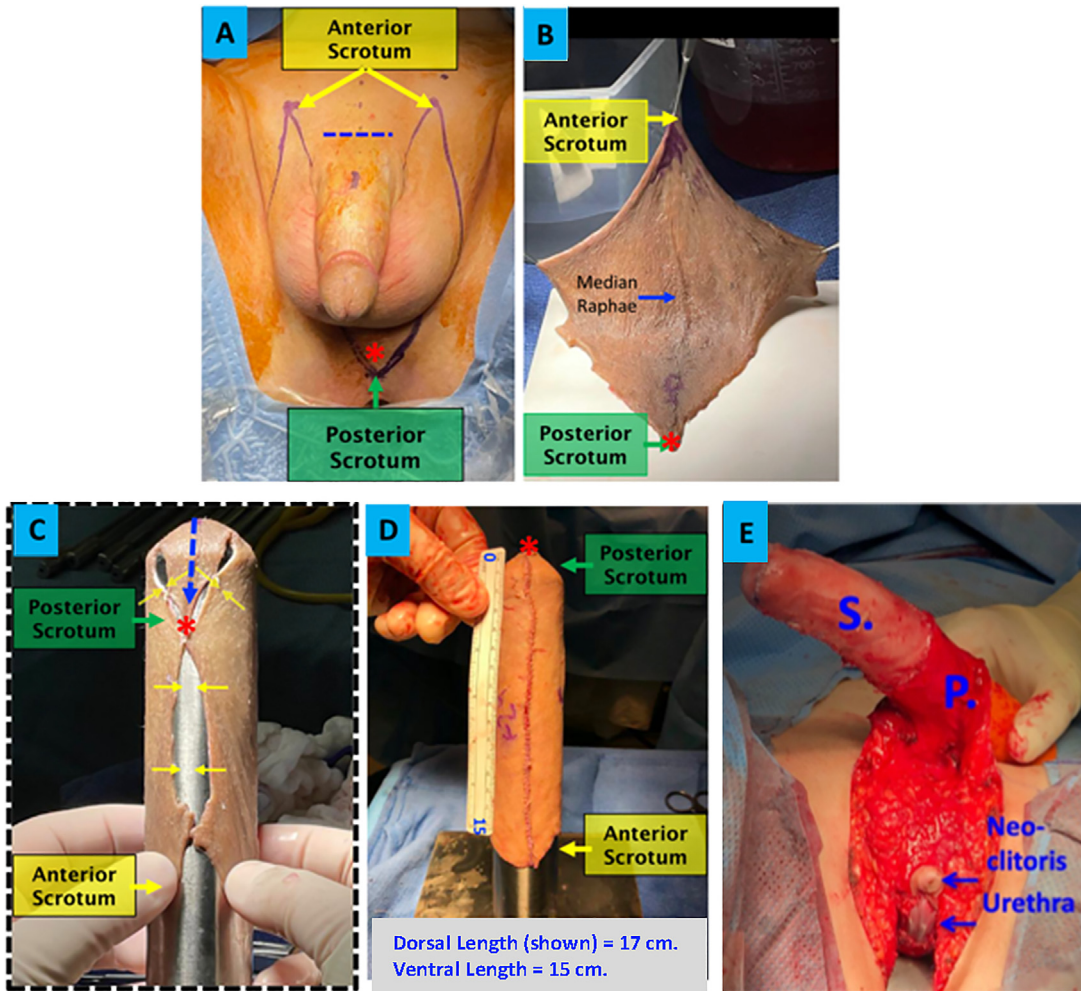 A
Anterior
Scrotum
Posterior
Scrotum
B
Anterior
Scrotum
Median
Raphae
Posterior
Scrotum
C
Posterior
Scrotum
Anterior
Scrotum
D
0
15
Posterior
Scrotum
Anterior
Scrotum
Dorsal Length (shown) = 17 cm.
Ventral Length = 15 cm.
E
S.
P.
Neo-
clitoris
Urethra